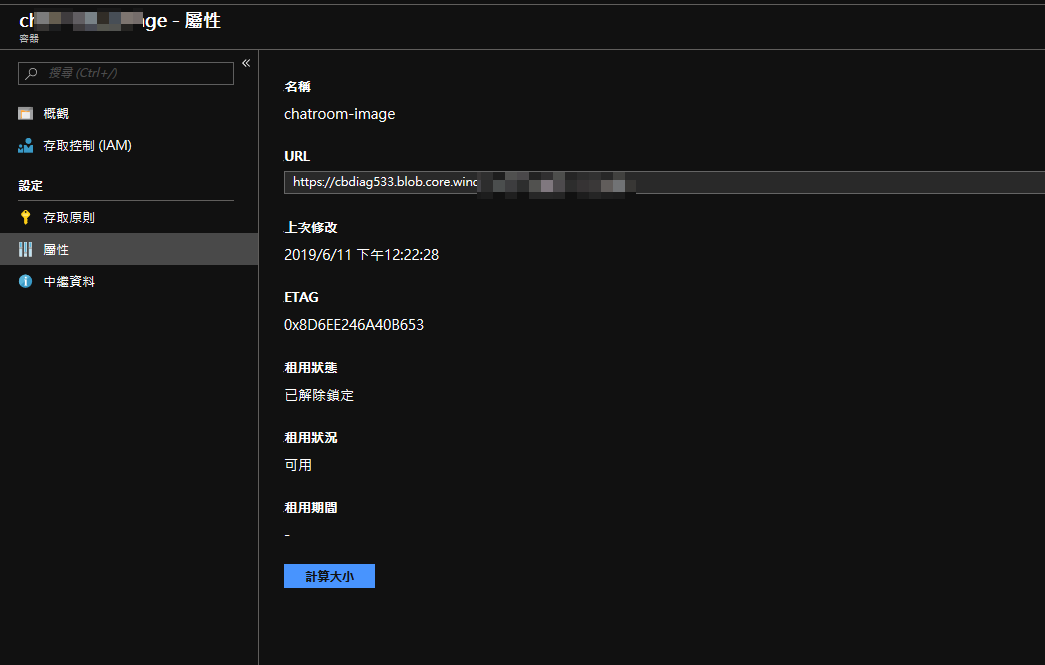 ch ge - 屬性
容器
搜尋 (Ctrl+/)
«
概觀
存取控制 (IAM)
設定
存取原則
屬性
中繼資料
名稱
chatroom-image
URL
https://cbdiag533.blob.core.wind
上次修改
2019/6/11 下午12:22:28
ETAG
0x8D6EE246A40B653
租用狀態
已解除鎖定
租用狀況
可用
租用期間
-
計算大小